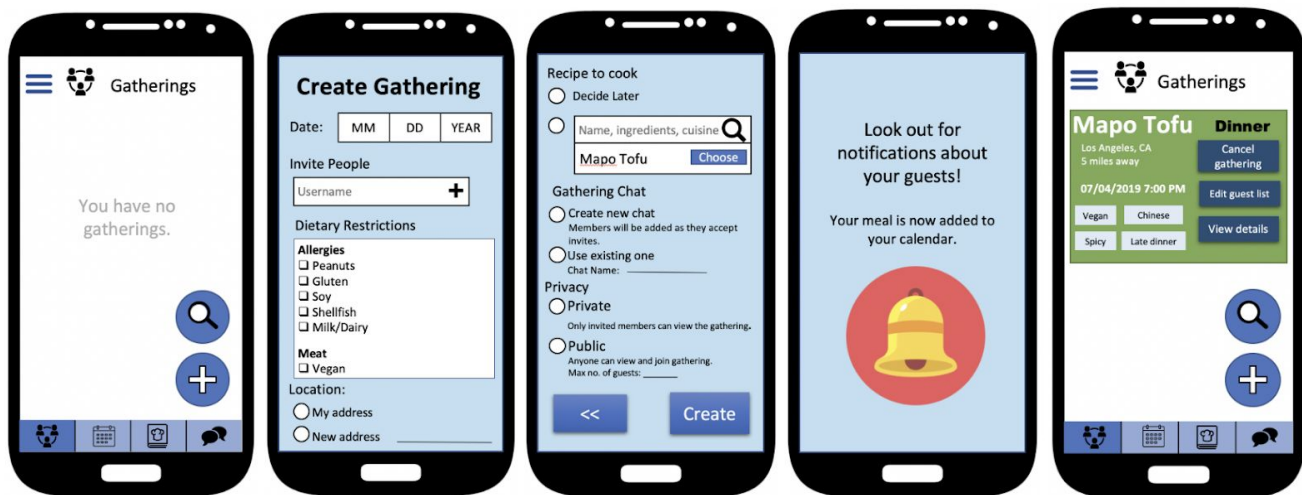 Gatherings
You have no
gatherings.
Create Gathering
Date: MM DD YEAR
Invite People
Username
Dietary Restrictions
Allergies
Peanuts
Gluten
Soy
Shellfish
Milk/Dairy
Meat
Vegan
Location:
My address
New address
Recipe to cook
Decide Later
Name, ingredients, cuisine
Mapo Tofu Choose
Gathering Chat
Create new chat
Members will be added as they accept
invites.
Use existing one
Chat Name:
Privacy
Private
Only invited members can view the gathering.
Public
Anyone can view and join gathering.
Max no. of guests:
<< Create
Look out for
notifications about
your guests!
Your meal is now added to
your calendar.
Gatherings
Mapo Tofu Dinner
Los Angeles, CA
5 miles away
Cancel
gathering
07/04/2019 7:00 PM
Edit guest list
Vegan Chinese
Spicy Late dinner
View details